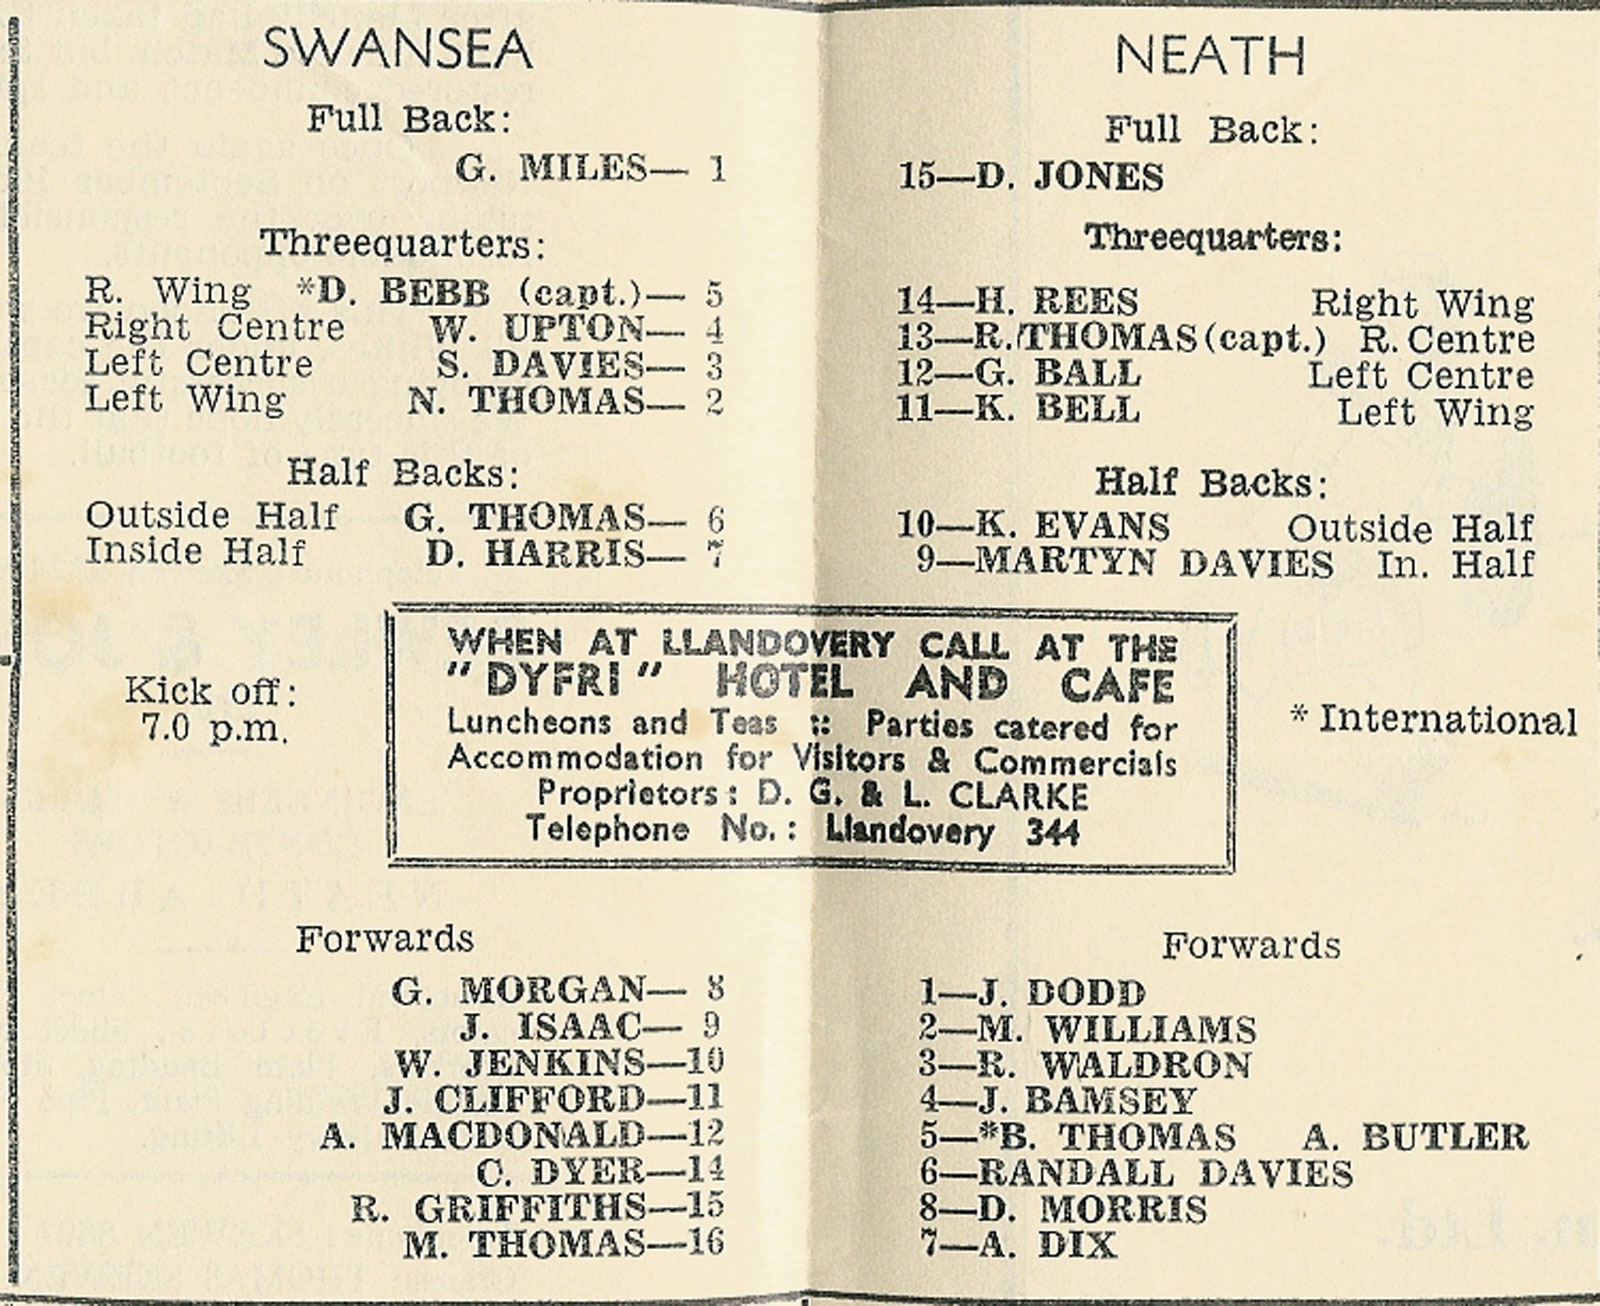 SWANSEA
Full Back:
G. MILES— 1
Threequarters:
R. Wing *D. BEBB (capt.)— 5
Right Centre W. UPTON— 4
Left Centre S. DAVIES— 3
Left Wing N. THOMAS— 2
Half Backs:
Outside Half G. THOMAS— 6
Inside Half D. HARRIS— 7
NEATH
Full Back:
15—D. JONES
Threequarters:
14—H. REES Right Wing
13—R. THOMAS (capt.) R. Centre
12—G. BALL Left Centre
11—K. BELL Left Wing
Half Backs:
10—K. EVANS Outside Half
9—MARTYN DAVIES In. Half
Kick off:
7.0 p.m.
WHEN AT LLANDOVERY CALL AT THE
"DYFRI" HOTEL AND CAFE
Luncheons and Teas :: Parties catered for
Accommodation for Visitors & Commercials
Proprietors: D. G. & L. CLARKE
Telephone No.: Llandovery 344
* International
Forwards
G. MORGAN— 8
J. ISAAC— 9
W. JENKINS—10
J. CLIFFORD—11
A. MACDONALD—12
C. DYER—14
R. GRIFFITHS—15
M. THOMAS—16
Forwards
1—J. DODD
2—M. WILLIAMS
3—R. WALDRON
4—J. BAMSEY
5—*B. THOMAS A. BUTLER
6—RANDALL DAVIES
8—D. MORRIS
7—A. DIX